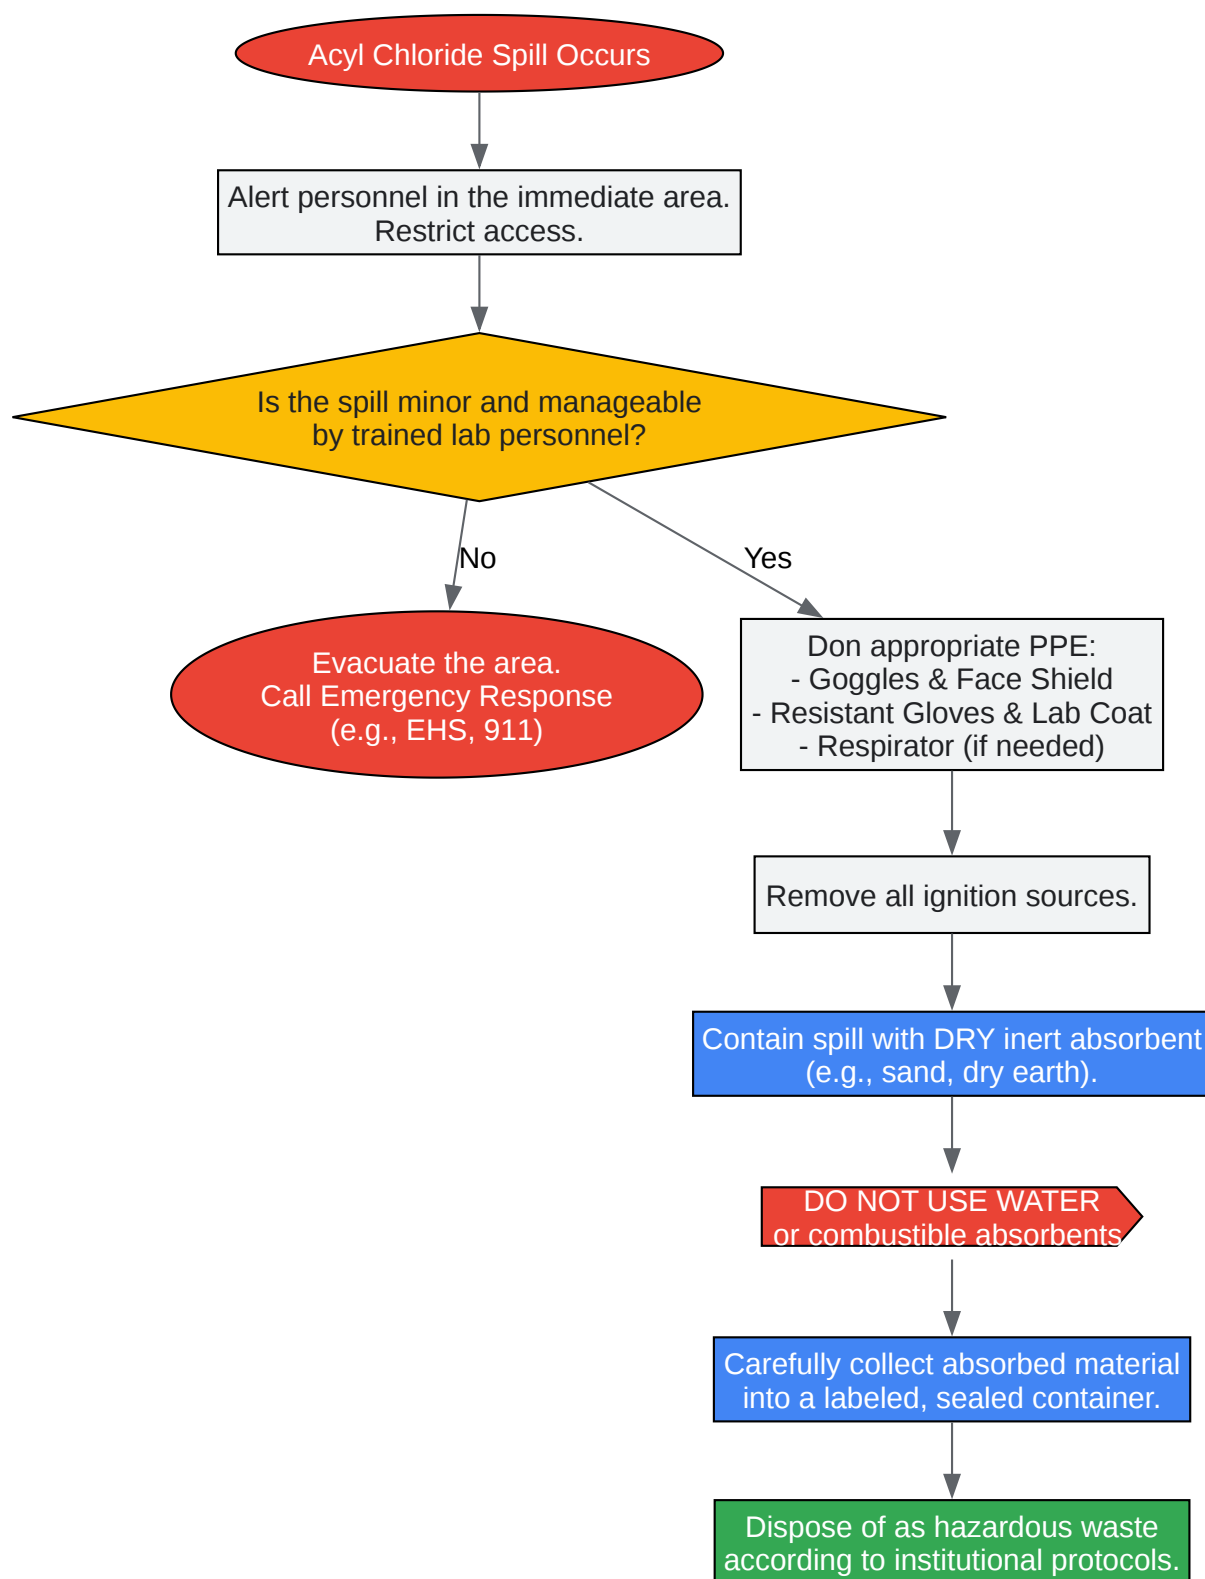 Acyl Chloride Spill Occurs
Alert personnel in the immediate area.
Restrict access.
Is the spill minor and manageable
by trained lab personnel?
No
Yes
Evacuate the area.
Call Emergency Response
(e.g., EHS, 911)
Don appropriate PPE:
- Goggles & Face Shield
- Resistant Gloves & Lab Coat
- Respirator (if needed)
Remove all ignition sources.
Contain spill with DRY inert absorbent
(e.g., sand, dry earth).
DO NOT USE WATER
or combustible absorbents
Carefully collect absorbed material
into a labeled, sealed container.
Dispose of as hazardous waste
according to institutional protocols.